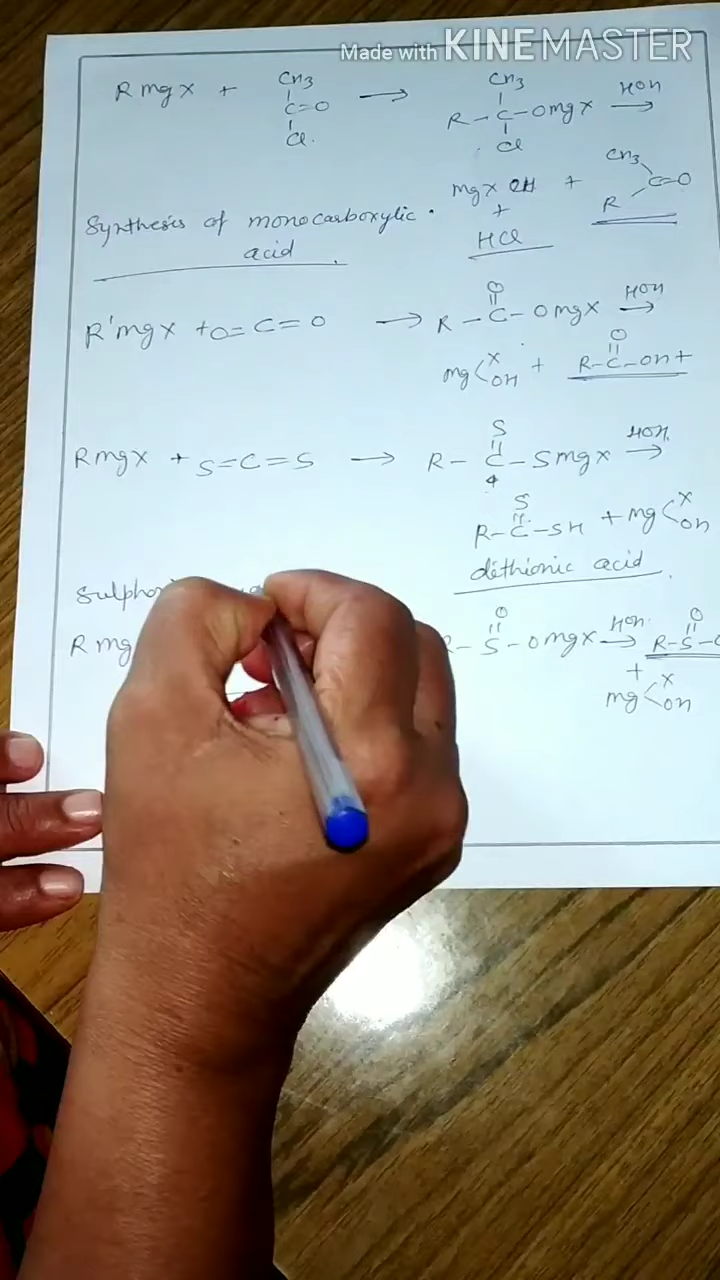 Made with KINEMASTER
Rmgx + CH3 -C=O -Cl. → R-C(CH3)(Cl)-Omgx HOH→
mgx OH + CH3 R C=O
+
HCl
Synthesis of monocarboxylic.
acid.
R'mgx + O=C=O → R-C(=O)-Omgx HOH→
mg<X OH + R-C(=O)-OH+
Rmgx + S=C=S → R-C(=S)-Smgx HOH→
R-C(=S)-SH + mg<X OH
dithionic acid.
Rmg
-S(=O)-Omgx HOH→ R-S(=O)-
+
mg<X OH